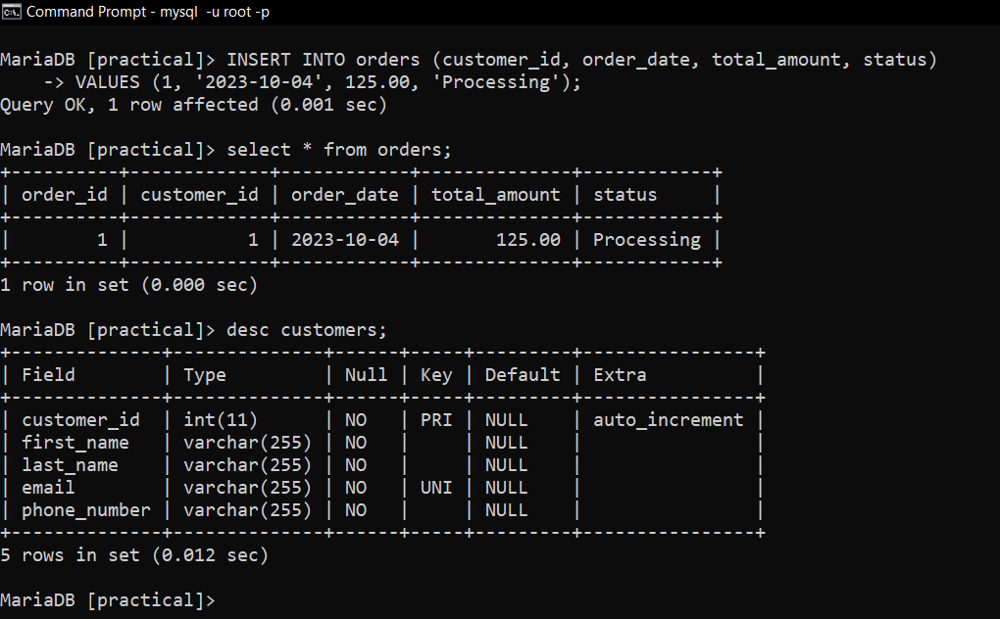 Command Prompt - mysql  -u root -p
MariaDB [practical]> INSERT INTO orders (customer_id, order_date, total_amount, status)
    -> VALUES (1, '2023-10-04', 125.00, 'Processing');
Query OK, 1 row affected (0.001 sec)

MariaDB [practical]> select * from orders;
+----------+-------------+------------+--------------+------------+
| order_id | customer_id | order_date | total_amount | status     |
+----------+-------------+------------+--------------+------------+
|        1 |           1 | 2023-10-04 |       125.00 | Processing |
+----------+-------------+------------+--------------+------------+
1 row in set (0.000 sec)

MariaDB [practical]> desc customers;
+--------------+--------------+------+-----+---------+----------------+
| Field        | Type         | Null | Key | Default | Extra          |
+--------------+--------------+------+-----+---------+----------------+
| customer_id  | int(11)      | NO   | PRI | NULL    | auto_increment |
| first_name   | varchar(255) | NO   |     | NULL    |                |
| last_name    | varchar(255) | NO   |     | NULL    |                |
| email        | varchar(255) | NO   | UNI | NULL    |                |
| phone_number | varchar(255) | NO   |     | NULL    |                |
+--------------+--------------+------+-----+---------+----------------+
5 rows in set (0.012 sec)

MariaDB [practical]>